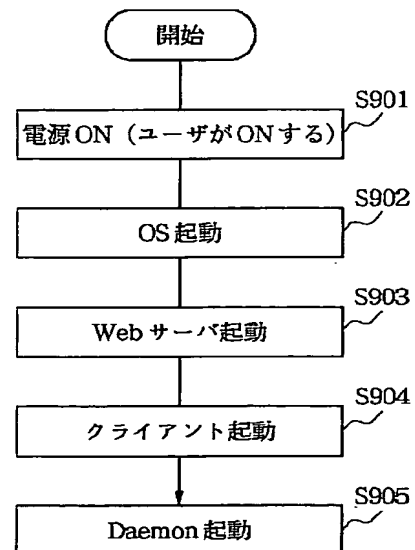 開始
S901
電源ON（ユーザがONする）
S902
OS起動
S903
Webサーバ起動
S904
クライアント起動
S905
Daemon起動